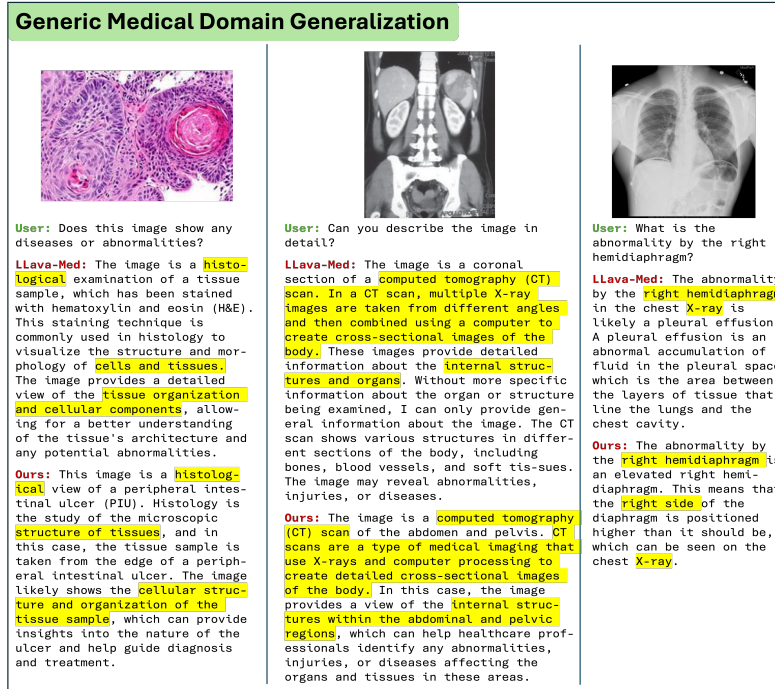 Generic Medical Domain Generalization
User: Does this image show any
diseases or abnormalities?
LLava-Med: The image is a histo-
logical examination of a tissue
sample, which has been stained
with hematoxylin and eosin (H&E).
This staining technique is
commonly used in histology to
visualize the structure and mor-
phology of cells and tissues.
The image provides a detailed
view of the tissue organization
and cellular components, allow-
ing for a better understanding
of the tissue's architecture and
any potential abnormalities.
Ours: This image is a histolog-
ical view of a peripheral intes-
tinal ulcer (PIU). Histology is
the study of the microscopic
structure of tissues, and in
this case, the tissue sample is
taken from the edge of a periph-
eral intestinal ulcer. The image
likely shows the cellular struc-
ture and organization of the
tissue sample, which can provide
insights into the nature of the
ulcer and help guide diagnosis
and treatment.
APOLLO
User: Can you describe the image in
detail?
LLava-Med: The image is a coronal
section of a computed tomography (CT)
scan. In a CT scan, multiple X-ray
images are taken from different angles
and then combined using a computer to
create cross-sectional images of the
body. These images provide detailed
information about the internal struc-
tures and organs. Without more specific
information about the organ or structure
being examined, I can only provide gen-
eral information about the image. The CT
scan shows various structures in differ-
ent sections of the body, including
bones, blood vessels, and soft tis-sues.
The image may reveal abnormalities,
injuries, or diseases.
Ours: The image is a computed tomography
(CT) scan of the abdomen and pelvis. CT
scans are a type of medical imaging that
use X-rays and computer processing to
create detailed cross-sectional images
of the body. In this case, the image
provides a view of the internal struc-
tures within the abdominal and pelvic
regions, which can help healthcare prof-
essionals identify any abnormalities,
injuries, or diseases affecting the
organs and tissues in these areas.
User: What is the
abnormality by the right
hemidiaphragm?
LLava-Med: The abnormality
by the right hemidiaphragm
in the chest X-ray is
likely a pleural effusion.
A pleural effusion is an
abnormal accumulation of
fluid in the pleural space
which is the area between
the layers of tissue that
line the lungs and the
chest cavity.
Ours: The abnormality by
the right hemidiaphragm is
an elevated right hemi-
diaphragm. This means that
the right side of the
diaphragm is positioned
higher than it should be,
which can be seen on the
chest X-ray.